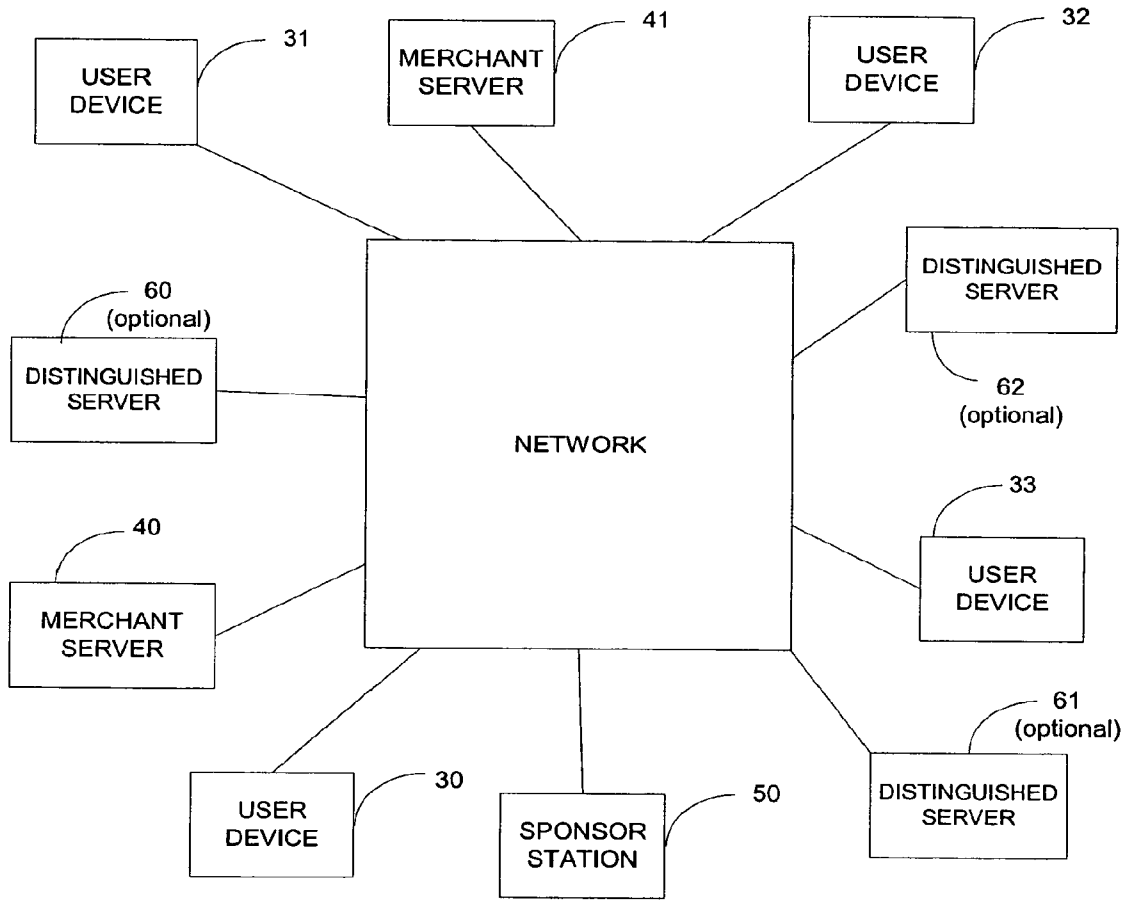 31
USER
DEVICE
41
MERCHANT
SERVER
32
USER
DEVICE
60
(optional)
DISTINGUISHED
SERVER
DISTINGUISHED
SERVER
62
(optional)
NETWORK
40
MERCHANT
SERVER
33
USER
DEVICE
61
(optional)
DISTINGUISHED
SERVER
30
USER
DEVICE
50
SPONSOR
STATION